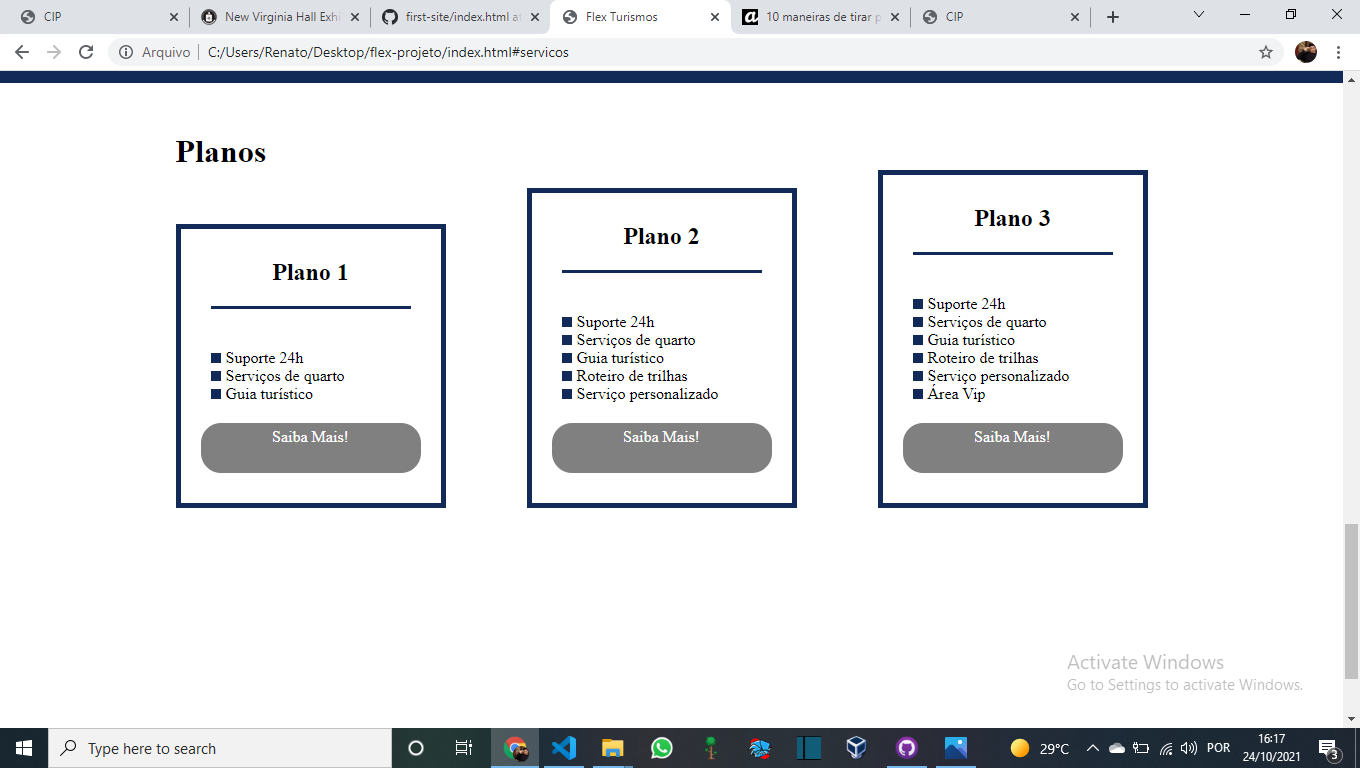 CIP
New Virginia Hall Exhi
first-site/index.html at
Flex Turismos
10 maneiras de tirar p
CIP
Arquivo
C:/Users/Renato/Desktop/flex-projeto/index.html#servicos
Planos
Plano 1
Suporte 24h
Serviços de quarto
Guia turístico
Saiba Mais!
Plano 2
Suporte 24h
Serviços de quarto
Guia turístico
Roteiro de trilhas
Serviço personalizado
Saiba Mais!
Plano 3
Suporte 24h
Serviços de quarto
Guia turístico
Roteiro de trilhas
Serviço personalizado
Área Vip
Saiba Mais!
Activate Windows
Go to Settings to activate Windows.
Type here to search
29°C
POR
16:17
24/10/2021
3